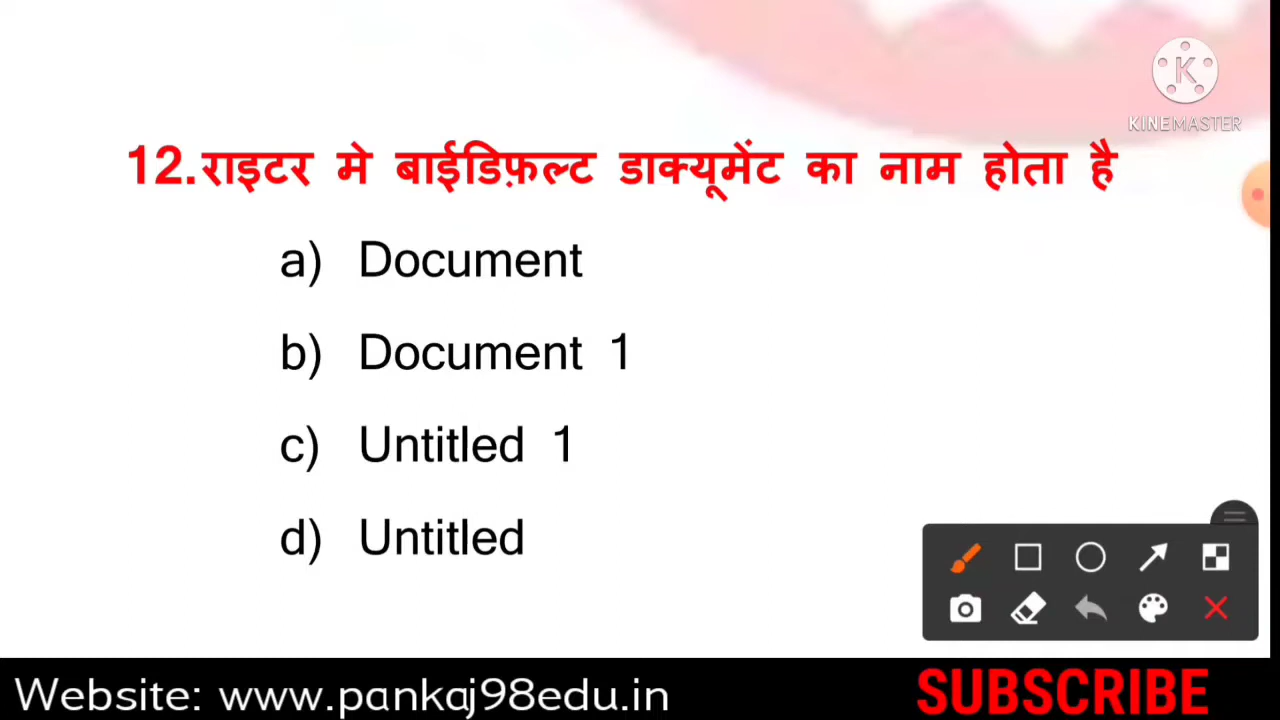 KINEMASTER
12.राइटर मे बाईडिफ़ल्ट डाक्यूमेंट का नाम होता है
a) Document
b) Document 1
c) Untitled 1
d) Untitled
Website: www.pankaj98edu.in
SUBSCRIBE